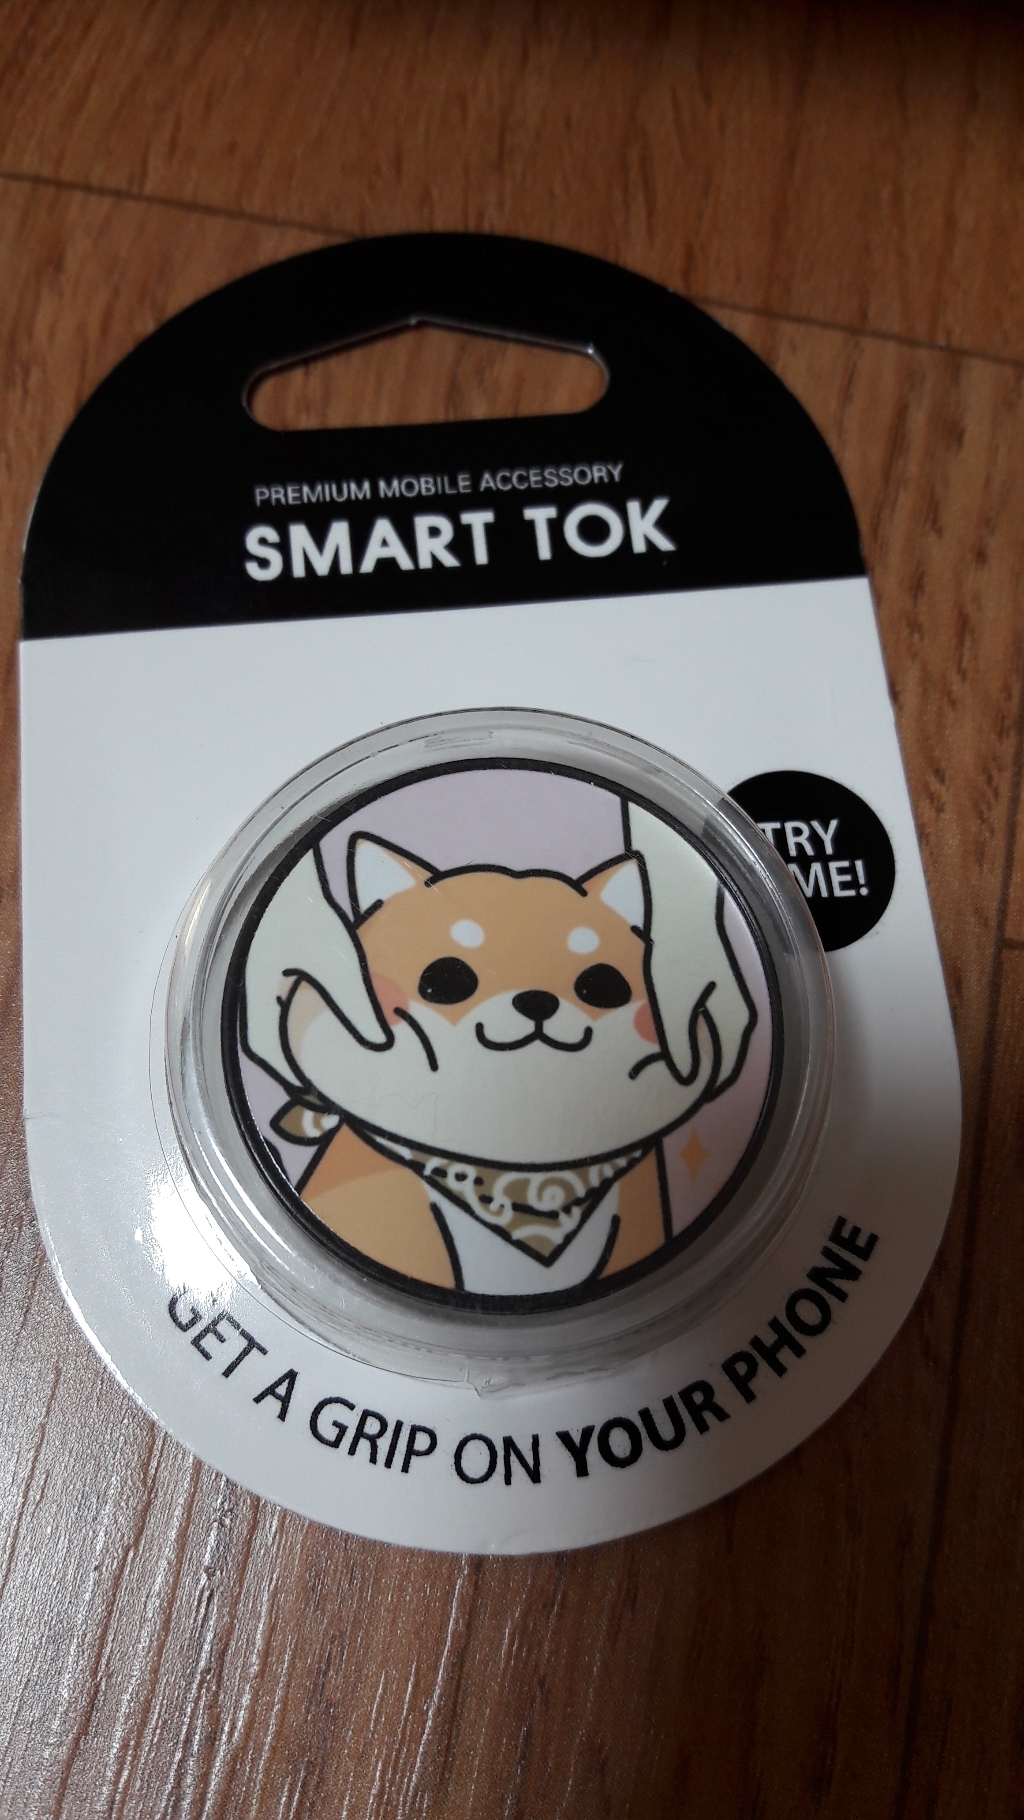 PREMIUM MOBILE ACCESSORY
SMART TOK
TRY
ME!
GET A GRIP ON YOUR PHONE